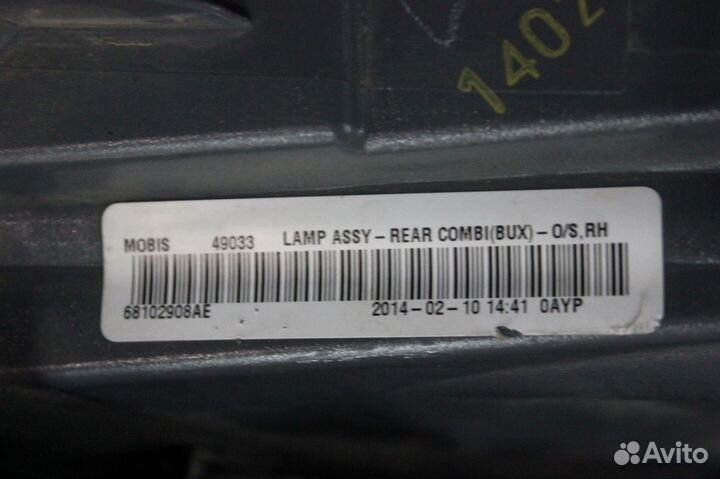 1402
MOBIS 49033 LAMP ASSY-REAR COMBI(BUX)-O/S,RH
68102908AE 2014-02-10 14:41 0AYP
Avito